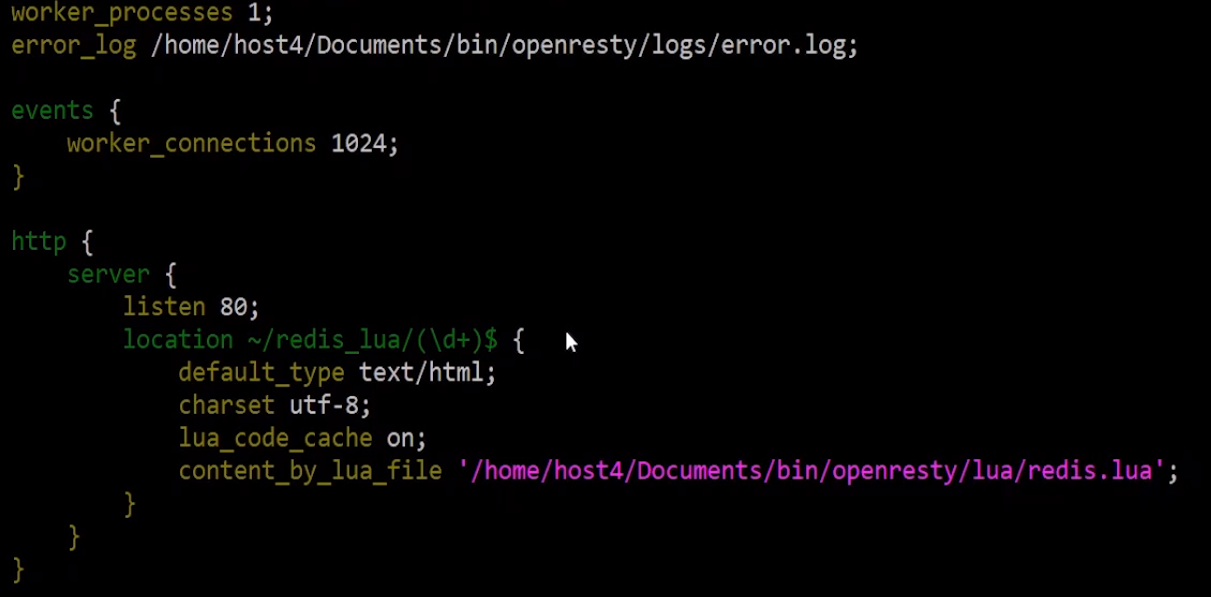 worker_processes 1;
error_log /home/host4/Documents/bin/openresty/logs/error.log;
events {
worker_connections 1024;
}
http {
server {
listen 80;
location ~/redis_lua/(\d+)$ {
default_type text/html;
charset utf-8;
lua_code_cache on;
content_by_lua_file '/home/host4/Documents/bin/openresty/lua/redis.lua';
}
}
}